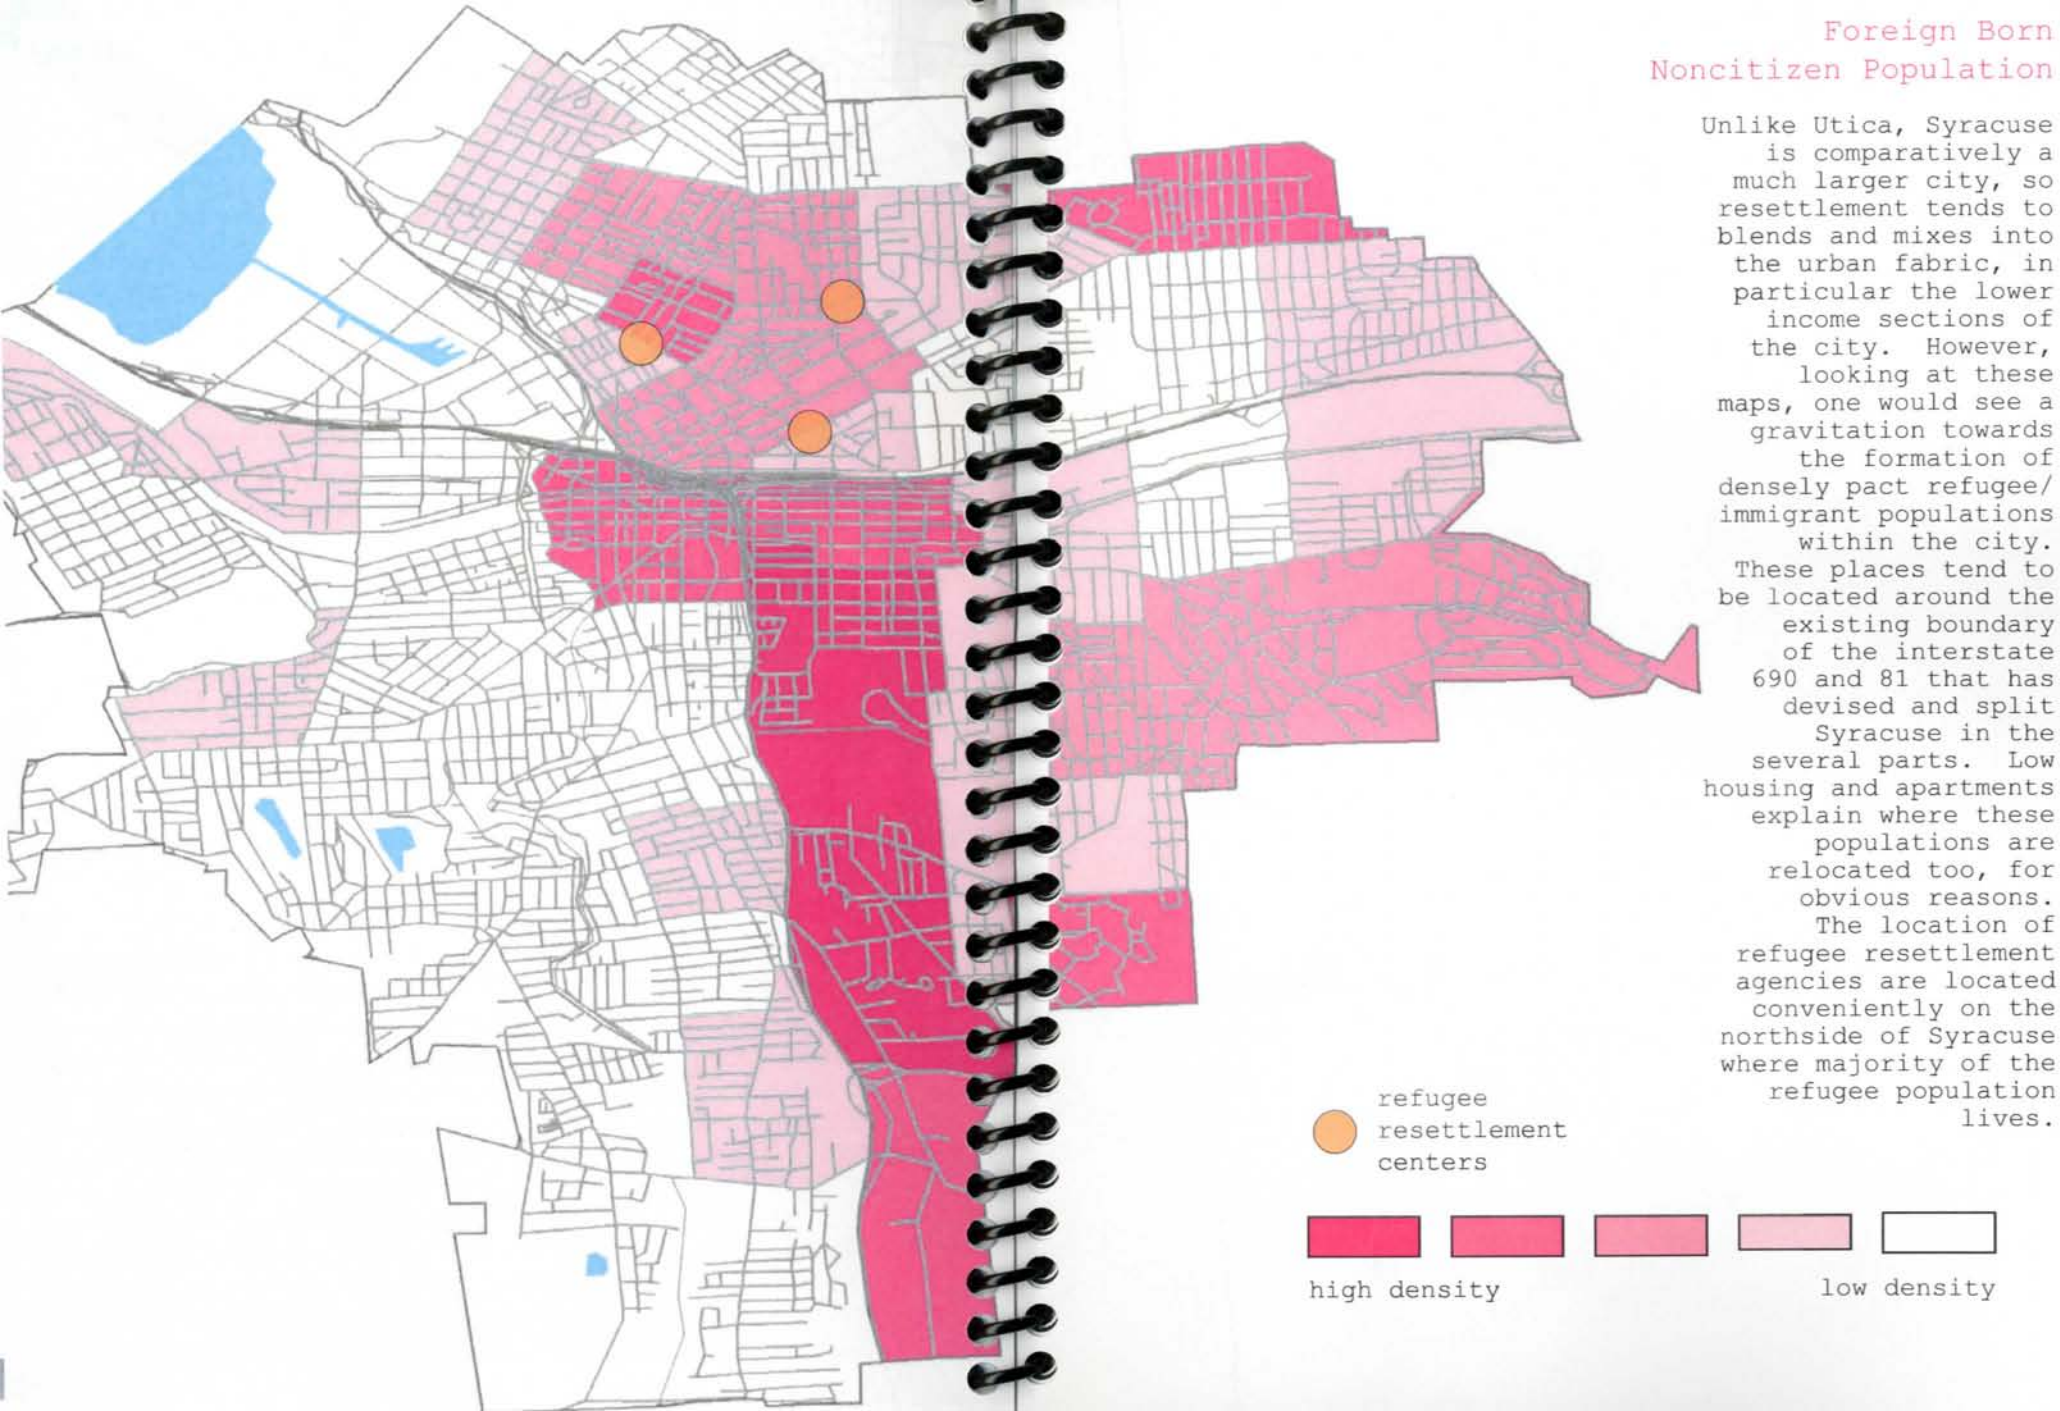 Foreign Born
Noncitizen Population
Unlike Utica, Syracuse
is comparatively a
much larger city, so
resettlement tends to
blends and mixes into
the urban fabric, in
particular the lower
income sections of
the city. However,
looking at these
maps, one would see a
gravitation towards
the formation of
densely pact refugee/
immigrant populations
within the city.
These places tend to
be located around the
existing boundary
of the interstate
690 and 81 that has
devised and split
Syracuse in the
several parts. Low
housing and apartments
explain where these
populations are
relocated too, for
obvious reasons.
The location of
refugee resettlement
agencies are located
conveniently on the
northside of Syracuse
where majority of the
refugee population
lives.
refugee
resettlement
centers
high density
low density